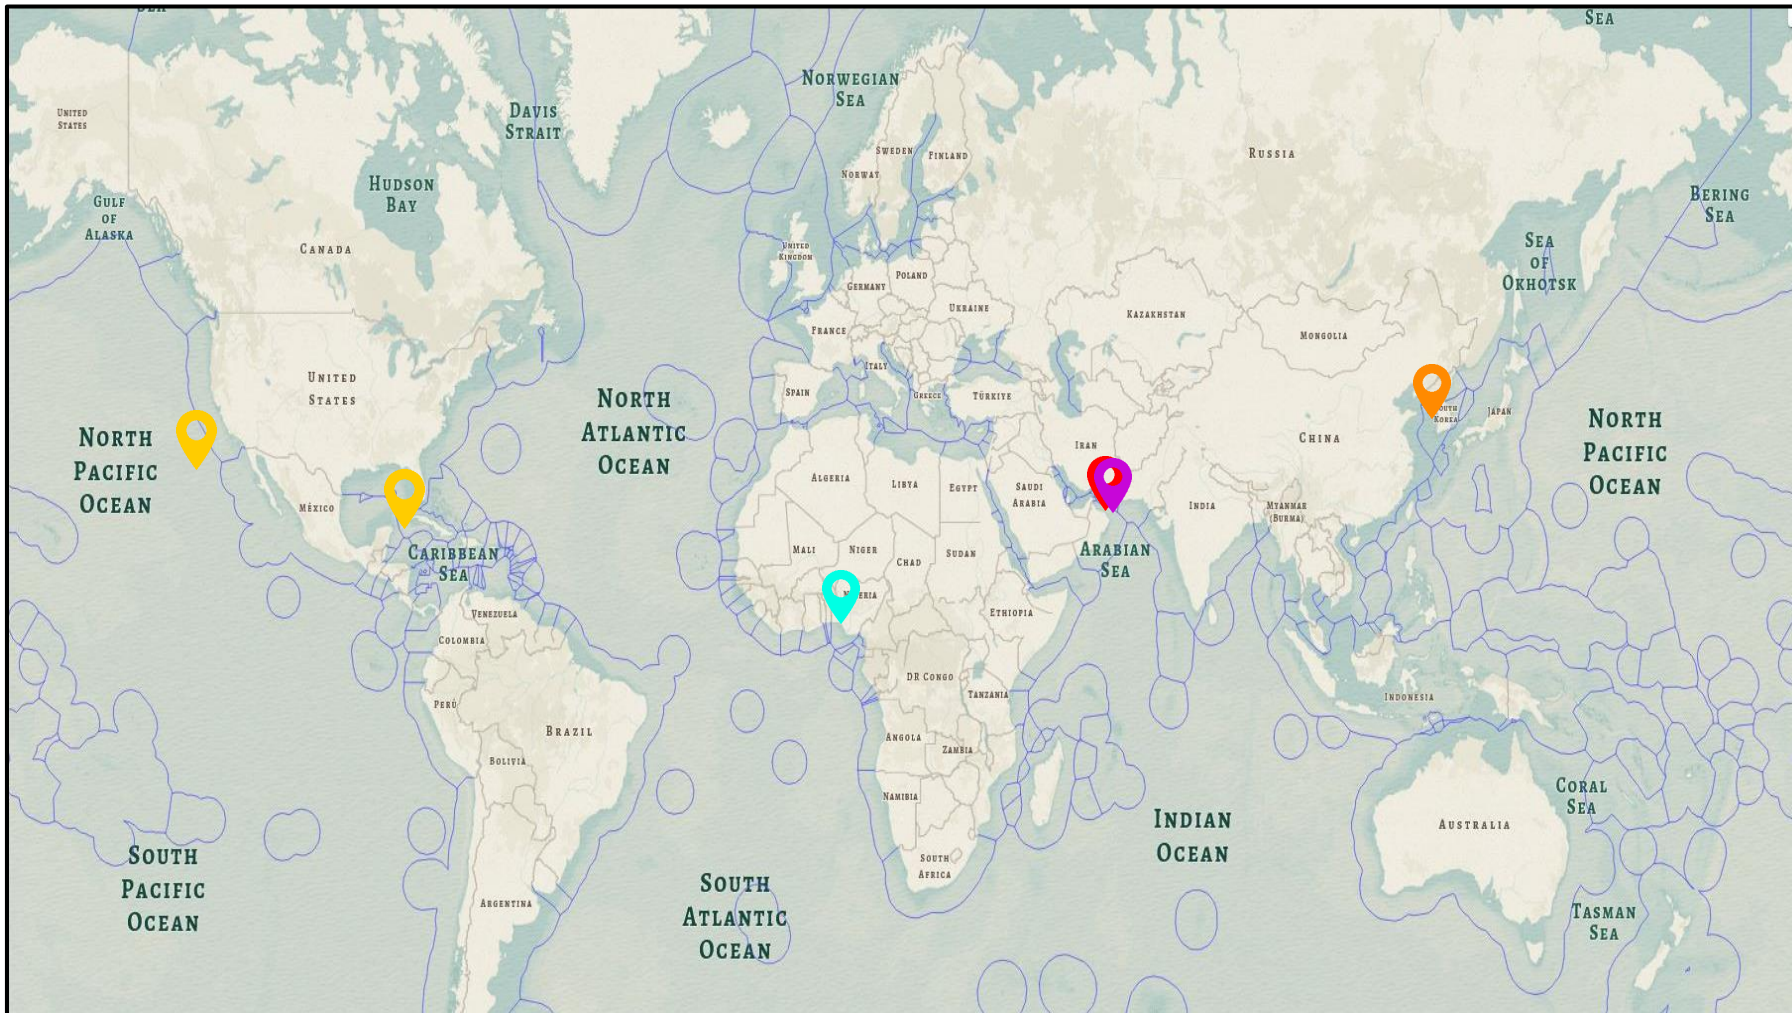 SEA
SEA
NORWEGIAN
SEA
DAVIS
STRAIT
UNITED
STATES
GULF
OF
ALASKA
HUDSON
BAY
CANADA
SWEDEN
FINLAND
NORWAY
RUSSIA
BERING
SEA
SEA
OF
OKHOTSK
UNITED
KINGDOM
POLAND
GERMANY
UKRAINE
FRANCE
KAZAKHSTAN
MONGOLIA
ITALY
SPAIN
GREECE
TÜRKIYE
UNITED
STATES
NORTH
ATLANTIC
OCEAN
NORTH
PACIFIC
OCEAN
KOREA
JAPAN
NORTH
PACIFIC
OCEAN
IRAN
CHINA
ALGERIA
LIBYA
EGYPT
SAUDI
ARABIA
INDIA
MYANMAR
(BURMA)
MÉXICO
CARIBBEAN
SEA
MALI
NIGER
CHAD
SUDAN
ARABIAN
SEA
ETHIOPIA
VENEZUELA
COLOMBIA
DR CONGO
TANZANIA
INDONESIA
PERÚ
BRAZIL
BOLIVIA
ANGOLA
ZAMBIA
NAMIBIA
CORAL
SEA
AUSTRALIA
INDIAN
OCEAN
SOUTH
PACIFIC
OCEAN
SOUTH
AFRICA
SOUTH
ATLANTIC
OCEAN
ARGENTINA
TASMAN
SEA